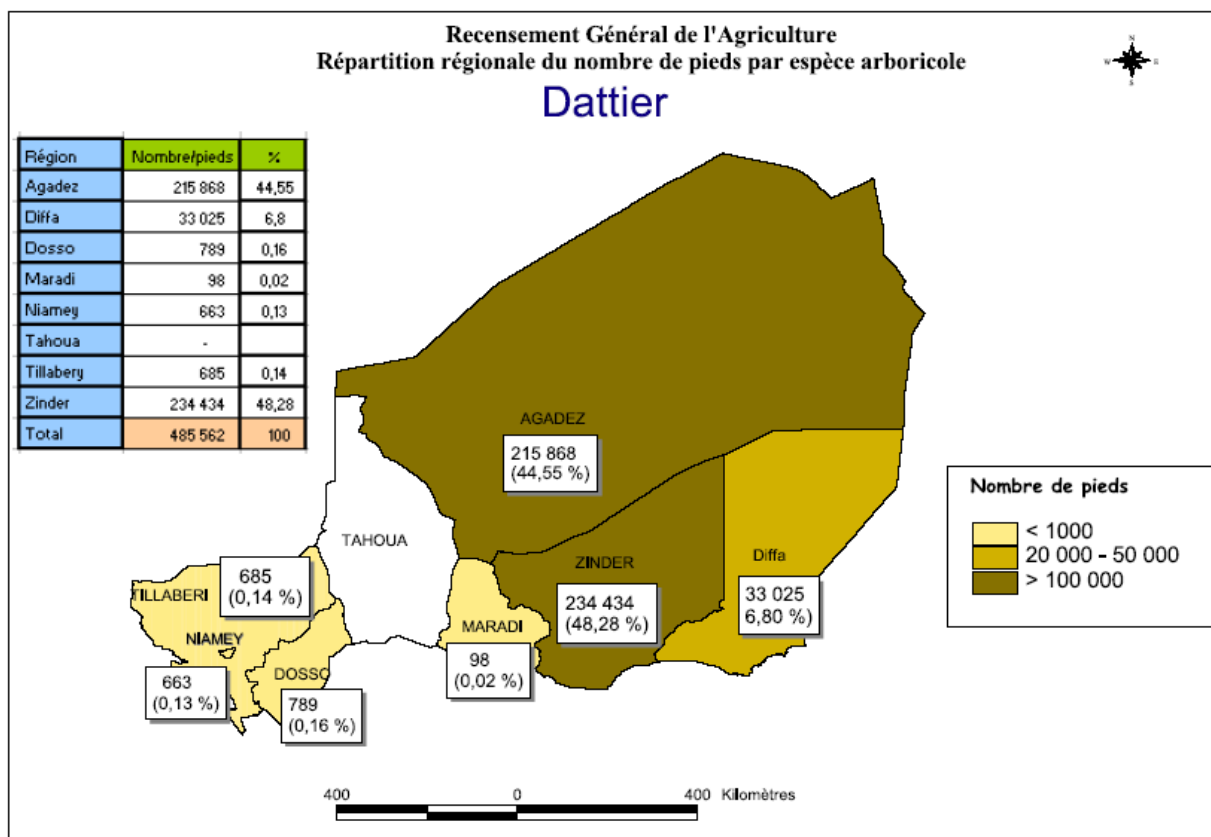 Recensement Général de l'Agriculture
Répartition régionale du nombre de pieds par espèce arboricole
Dattier
N
W E
S
Région Nombre/pieds %
Agadez 215 868 44,55
Diffa 33 025 6,8
Dosso 789 0,16
Maradi 98 0,02
Niamey 663 0,13
Tahoua -
Tillabery 685 0,14
Zinder 234 434 48,28
Total 485 562 100
AGADEZ
215 868
(44,55 %)
TAHOUA
ZINDER
234 434
(48,28 %)
Diffa
33 025
6,80 %)
685
(0,14 %)
TILLABERI
NIAMEY
663
(0,13 %)
DOSSO
789
(0,16 %)
MARADI
98
(0,02 %)
Nombre de pieds
< 1000
20 000 - 50 000
> 100 000
400 0 400 Kilomètres